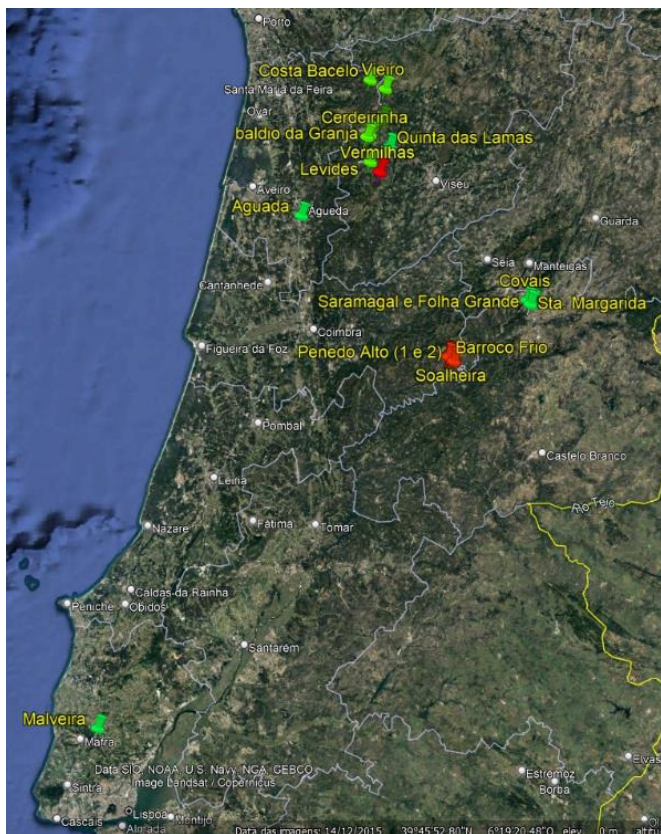 Porto
Costa Bacelo Vieiro
Santa Maria da Feira
Ovar
Cerdeirinha
baldio da Granja
Quinta das Lamas
Vermilhas
Levides
Viseu
Aveiro
Aguada
Águeda
Guarda
Seia
Manteigas
Covais
Cantanhede
Saramagal e Folha Grande
Sta. Margarida
Coimbra
Figueira da Foz
Penedo Alto (1 e 2)
Barroco Frio
Soalheira
Pombal
Castelo Branco
Leiria
Rio Tejo
Nazaré
Fátima
Tomar
Caldas da Rainha
Peniche
Óbidos
Santarém
Malveira
Mafra
Elvas
Data SIO, NOAA, U.S. Navy, NGA, GEBCO
Image Landsat / Copernicus
Estremoz
Borba
Sintra
Lisboa
Cascais
Montijo
Almada
Data das imagens: 14/12/2015 39°45'52.80"N 6°19'20.48"O elev 0 m